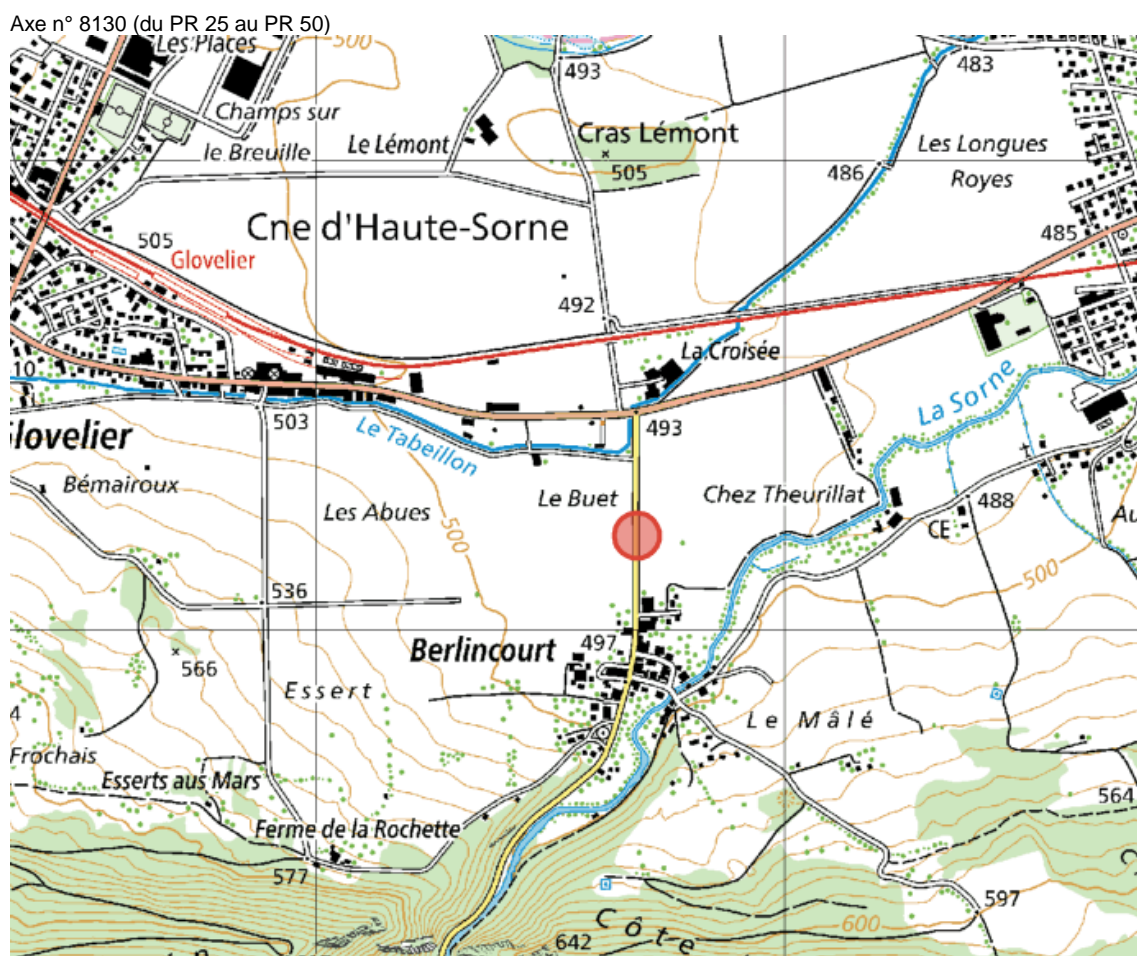 Axe n° 8130 (du PR 25 au PR 50)
Les Places
500
493
483
Champs sur
le Breuille
Le Lémont
Cras Lémont
505
Les Longues
Royes
486
Cne d'Haute-Sorne
505
Glovelier
485
492
La Croisée
10
503
493
La Sorne
lovelier
Le Tabeillon
Bémairoux
Les Abues
Le Buet
Chez Theurillat
500
488
CE
Au
536
500
497
Berlincourt
566
Essert
Le Mâlé
4
Frochais
Esserts aus Mars
564
Ferme de la Rochette
577
597
Côte
600
642